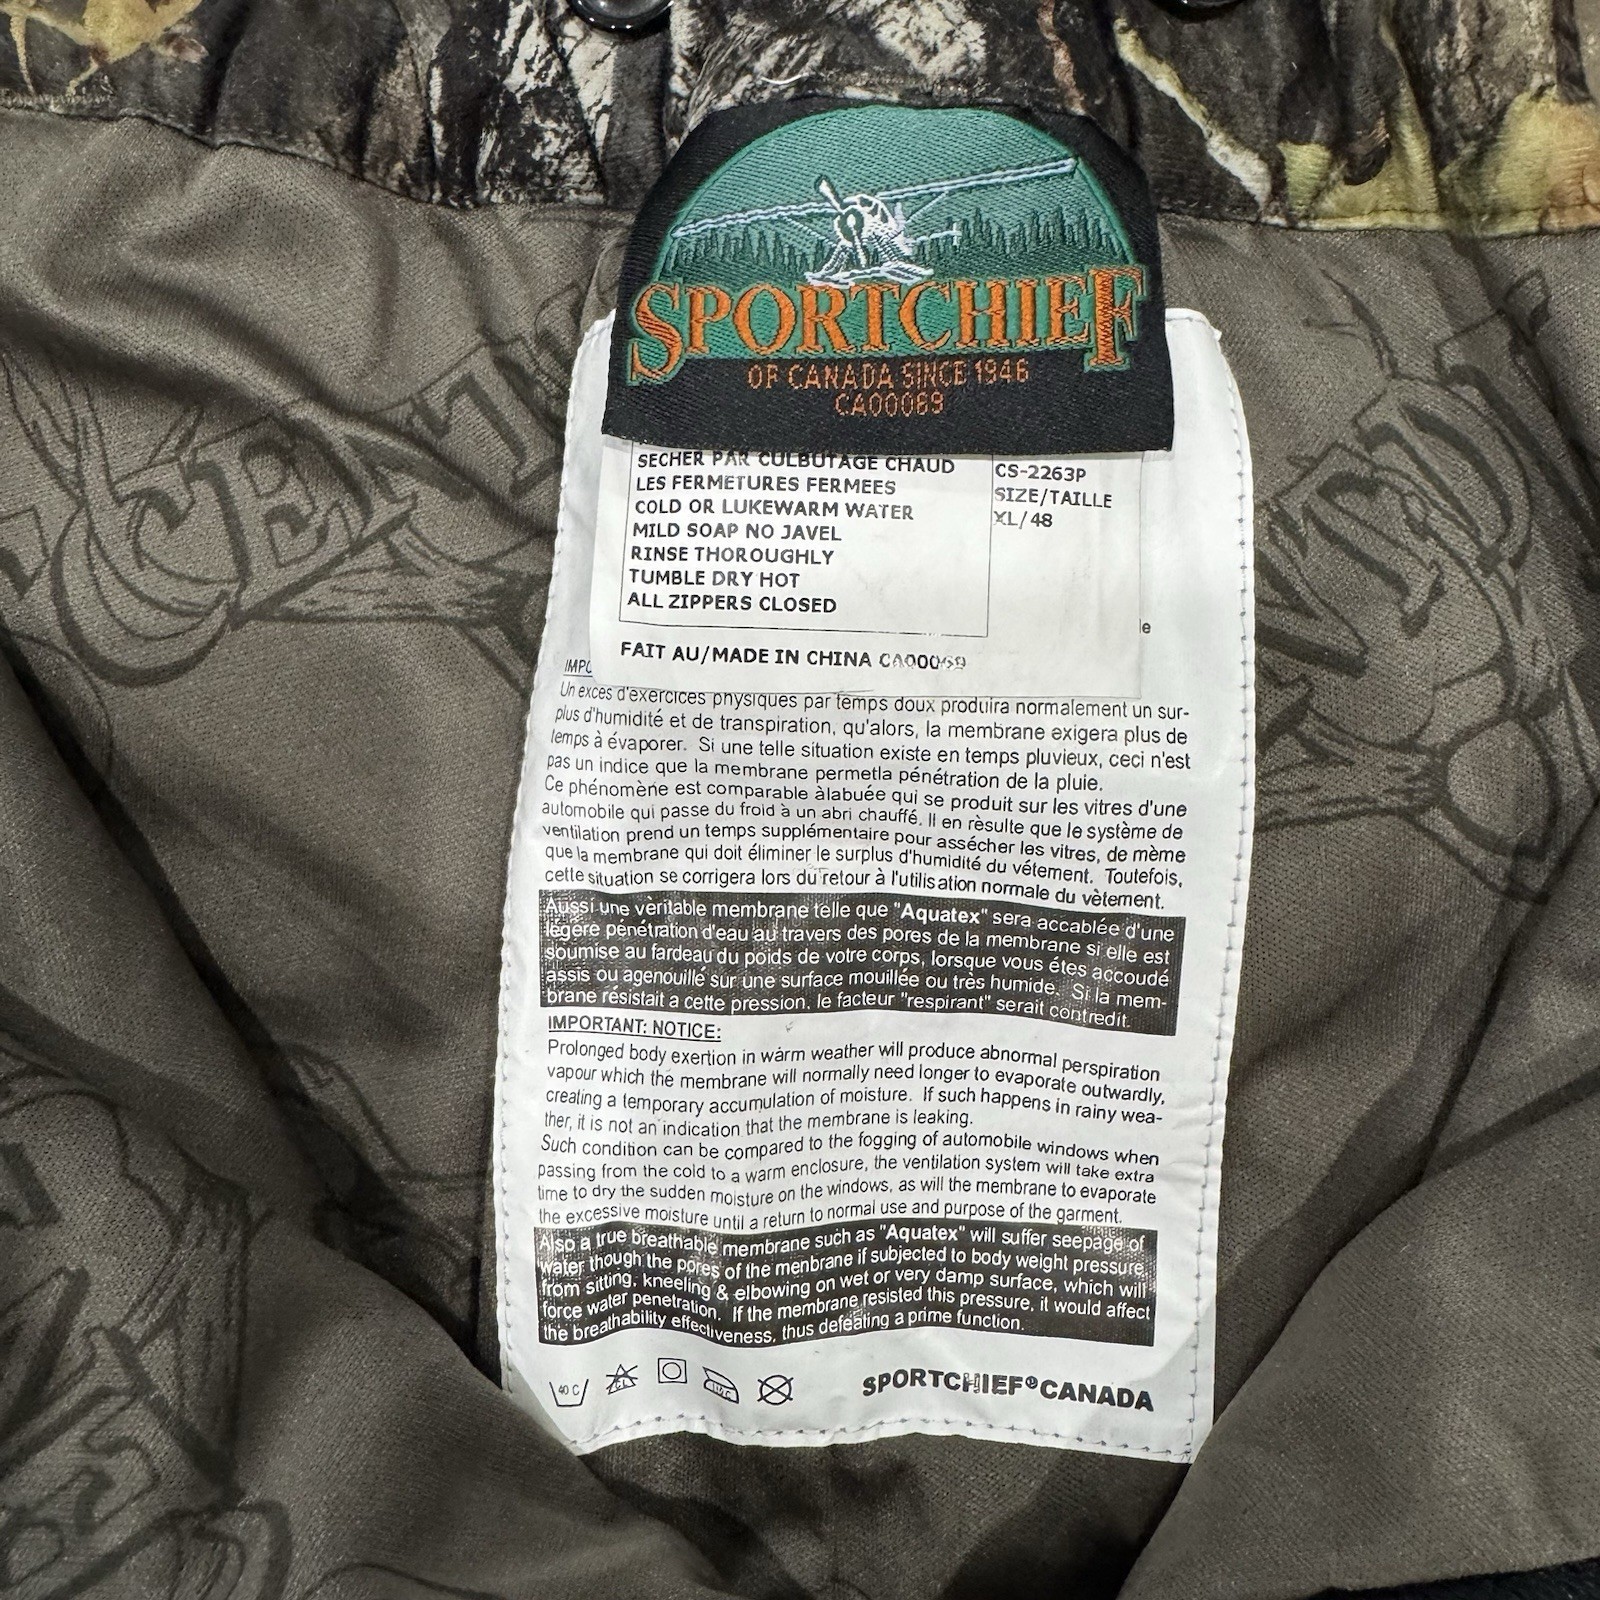 SPORTCHIEF
OF CANADA SINCE 1946
CA00069
SECHER PAR CULBUTAGE CHAUD
LES FERMETURES FERMEES
COLD OR LUKEWARM WATER
MILD SOAP NO JAVEL
RINSE THOROUGHLY
TUMBLE DRY HOT
ALL ZIPPERS CLOSED
CS-2263P
SIZE/TAILLE
XL/48
e
FAIT AU/MADE IN CHINA CA00069
IMPO
Un exces d'exercices physiques par temps doux produira normalement un sur-
plus d'humidité et de transpiration, qu'alors, la membrane exigera plus de
temps à évaporer. Si une telle situation existe en temps pluvieux, ceci n'est
pas un indice que la membrane permetla pénétration de la pluie.
Ce phénomène est comparable àlabuée qui se produit sur les vitres d'une
automobile qui passe du froid à un abri chauffé. Il en rèsulte que le système de
ventilation prend un temps supplémentaire pour assécher les vitres, de mème
que la membrane qui doit éliminer le surplus d'humidité du vétement. Toutefois,
cette situation se corrigera lors du retour à l'utilisation normale du vètement.
Aussi une vèritable membrane telle que "Aquatex" sera accablée d'une
légère pénétration d'eau au travers des pores de la membrane si elle est
soumise au fardeau du poids de votre corps, lorsque vous étes accoudé
assis ou agenouillé sur une surface mouillée ou très humide. Si la mem-
brane résistait a cette pression, le facteur "respirant" serait contredit.
IMPORTANT: NOTICE:
Prolonged body exertion in warm weather will produce abnormal perspiration
vapour which the membrane will normally need longer to evaporate outwardly,
creating a temporary accumulation of moisture. If such happens in rainy wea-
ther, it is not an indication that the membrane is leaking.
Such condition can be compared to the fogging of automobile windows when
passing from the cold to a warm enclosure, the ventilation system will take extra
time to dry the sudden moisture on the windows, as will the membrane to evaporate
the excessive moisture until a return to normal use and purpose of the garment.
Also a true breathable membrane such as "Aquatex" will suffer seepage of
water though the pores of the menbrane if subjected to body weight pressure,
from sitting, kneeling & elbowing on wet or very damp surface, which will
force water penetration. If the membrane resisted this pressure, it would affect
the breathability effectiveness, thus defeating a prime function.
40 C
CL
SPORTCHIEF®CANADA